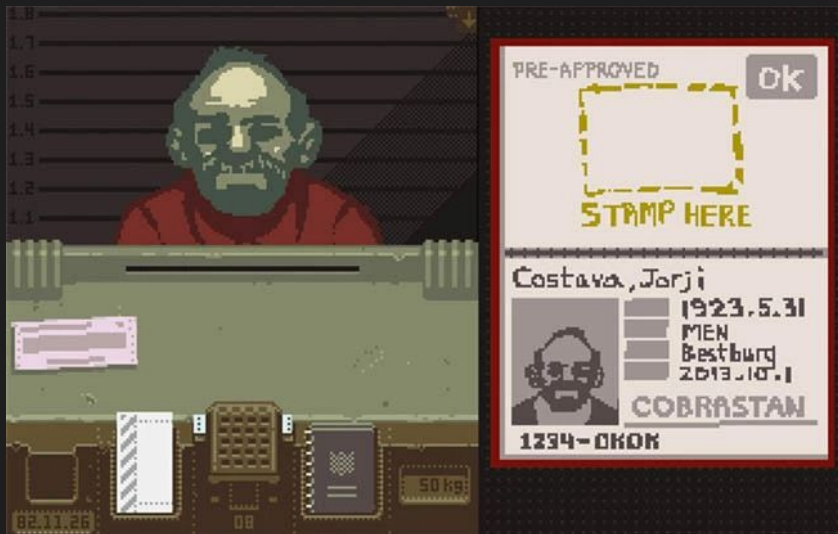 1.8
1.7
1.6
1.5
1.4
1.3
1.2
1.1
50 kg
82.11.26
08
PRE-APPROVED
OK
STAMP HERE
Costava, Jorji
1923.5.31
MEN
Bestburg
2013.10.1
COBRASTAN
1234-OKOK